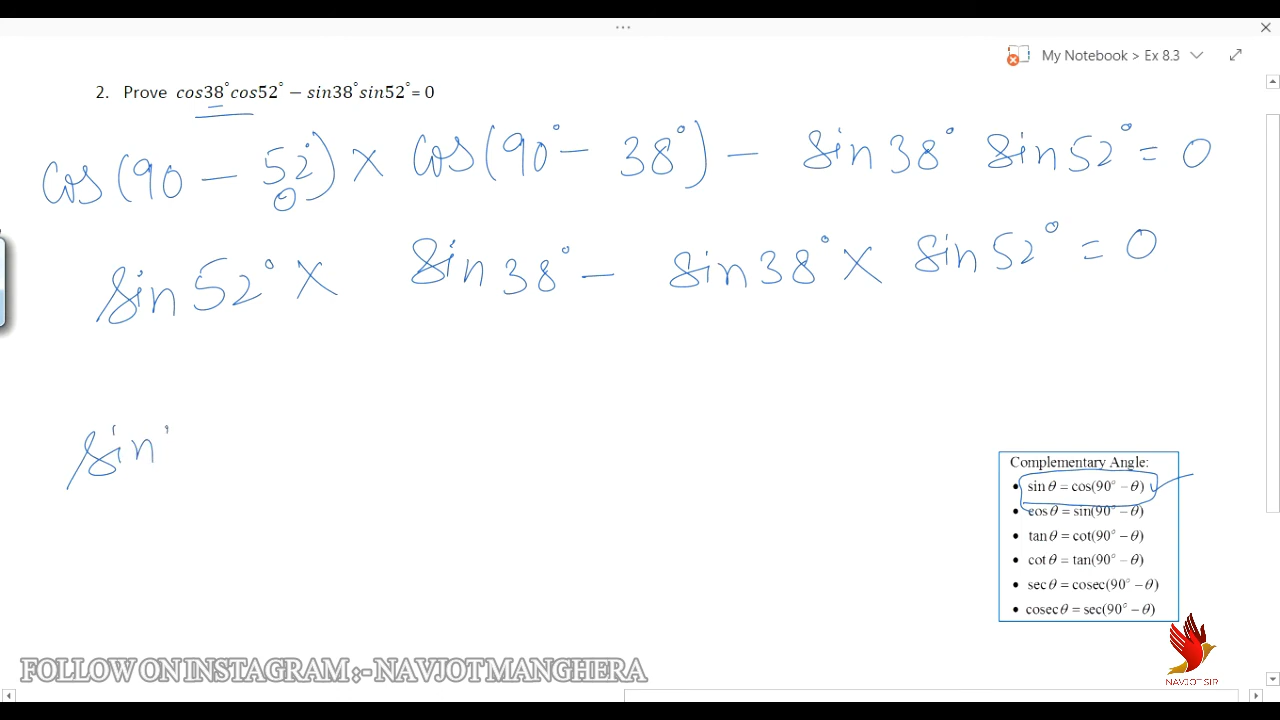 My Notebook > Ex 8.3
2. Prove cos38°cos52° − sin38°sin52°= 0
cos(90 − 52°) × cos(90° − 38°) − sin38° sin52° = 0
sin52° × sin38° − sin38° × sin52° = 0
sin
Complementary Angle:
• sin θ = cos(90° − θ)
• cos θ = sin(90° − θ)
• tan θ = cot(90° − θ)
• cot θ = tan(90° − θ)
• sec θ = cosec(90° − θ)
• cosec θ = sec(90° − θ)
FOLLOW ON INSTAGRAM :- NAVJOTMANGHERA
NAVJOT SIR